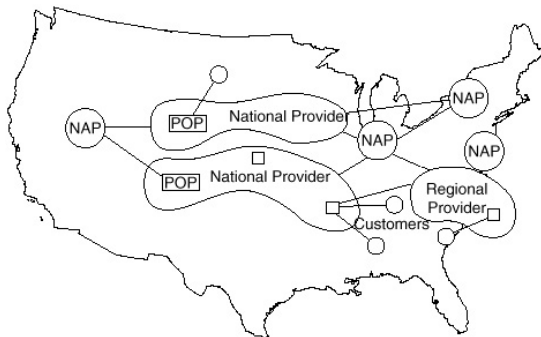 NAP
POP
National Provider
NAP
NAP
NAP
National Provider
POP
Regional
Provider
Customers